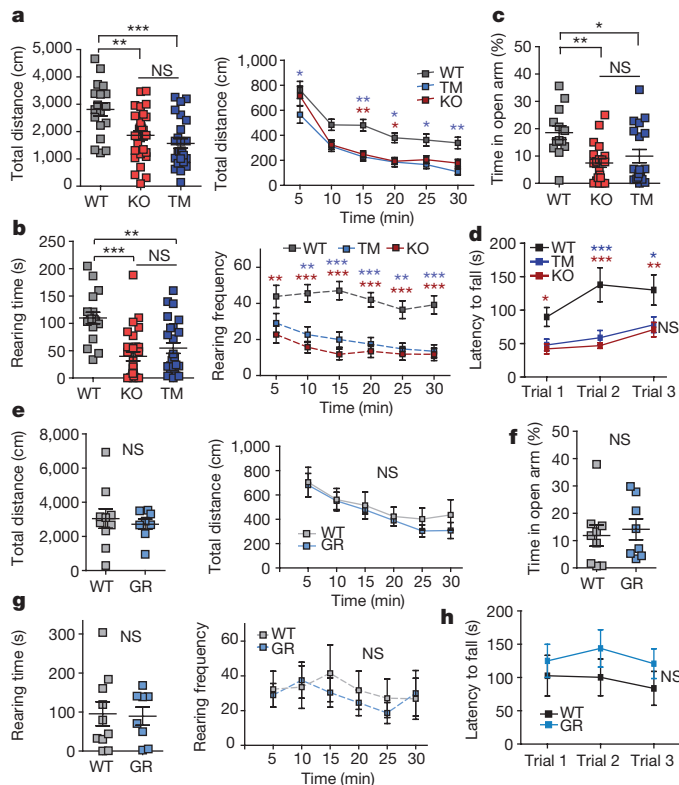 a
***
**
NS
Total distance (cm)
5,000
4,000
3,000
2,000
1,000
0
WT KO TM
Total distance (cm)
1,000
800
600
400
200
0
*
**
**
*
*
*
**
WT
TM
KO
5 10 15 20 25 30
Time (min)
c
*
**
NS
Time in open arm (%)
50
40
30
20
10
0
WT KO TM
b
**
***
NS
Rearing time (s)
250
200
150
100
50
0
WT KO TM
Rearing frequency
60
40
20
0
WT TM KO
** *** *** ** ***
** *** *** *** *** ***
5 10 15 20 25 30
Time (min)
d
Latency to fall (s)
200
150
100
50
0
WT
TM
KO
*** *
* *** **
NS
Trial 1 Trial 2 Trial 3
e
Total distance (cm)
8,000
6,000
4,000
2,000
0
NS
WT GR
Total distance (cm)
1,000
800
600
400
200
0
NS
WT
GR
5 10 15 20 25 30
Time (min)
f
Time in open arm (%)
50
40
30
20
10
0
NS
WT GR
g
Rearing time (s)
300
200
100
0
NS
WT GR
Rearing frequency
60
40
20
0
WT
GR
NS
5 10 15 20 25 30
Time (min)
h
Latency to fall (s)
200
150
100
50
0
NS
WT
GR
Trial 1 Trial 2 Trial 3